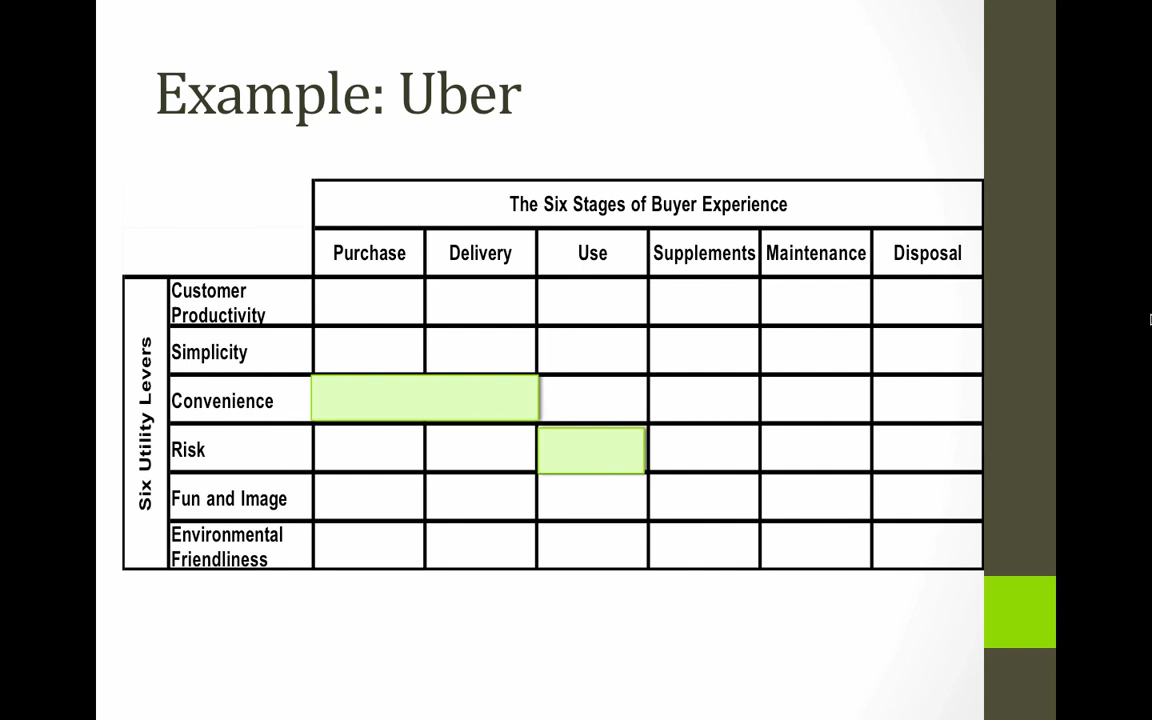 Example: Uber
The Six Stages of Buyer Experience
Purchase Delivery Use Supplements Maintenance Disposal
Six Utility Levers
Customer
Productivity
Simplicity
Convenience
Risk
Fun and Image
Environmental
Friendliness